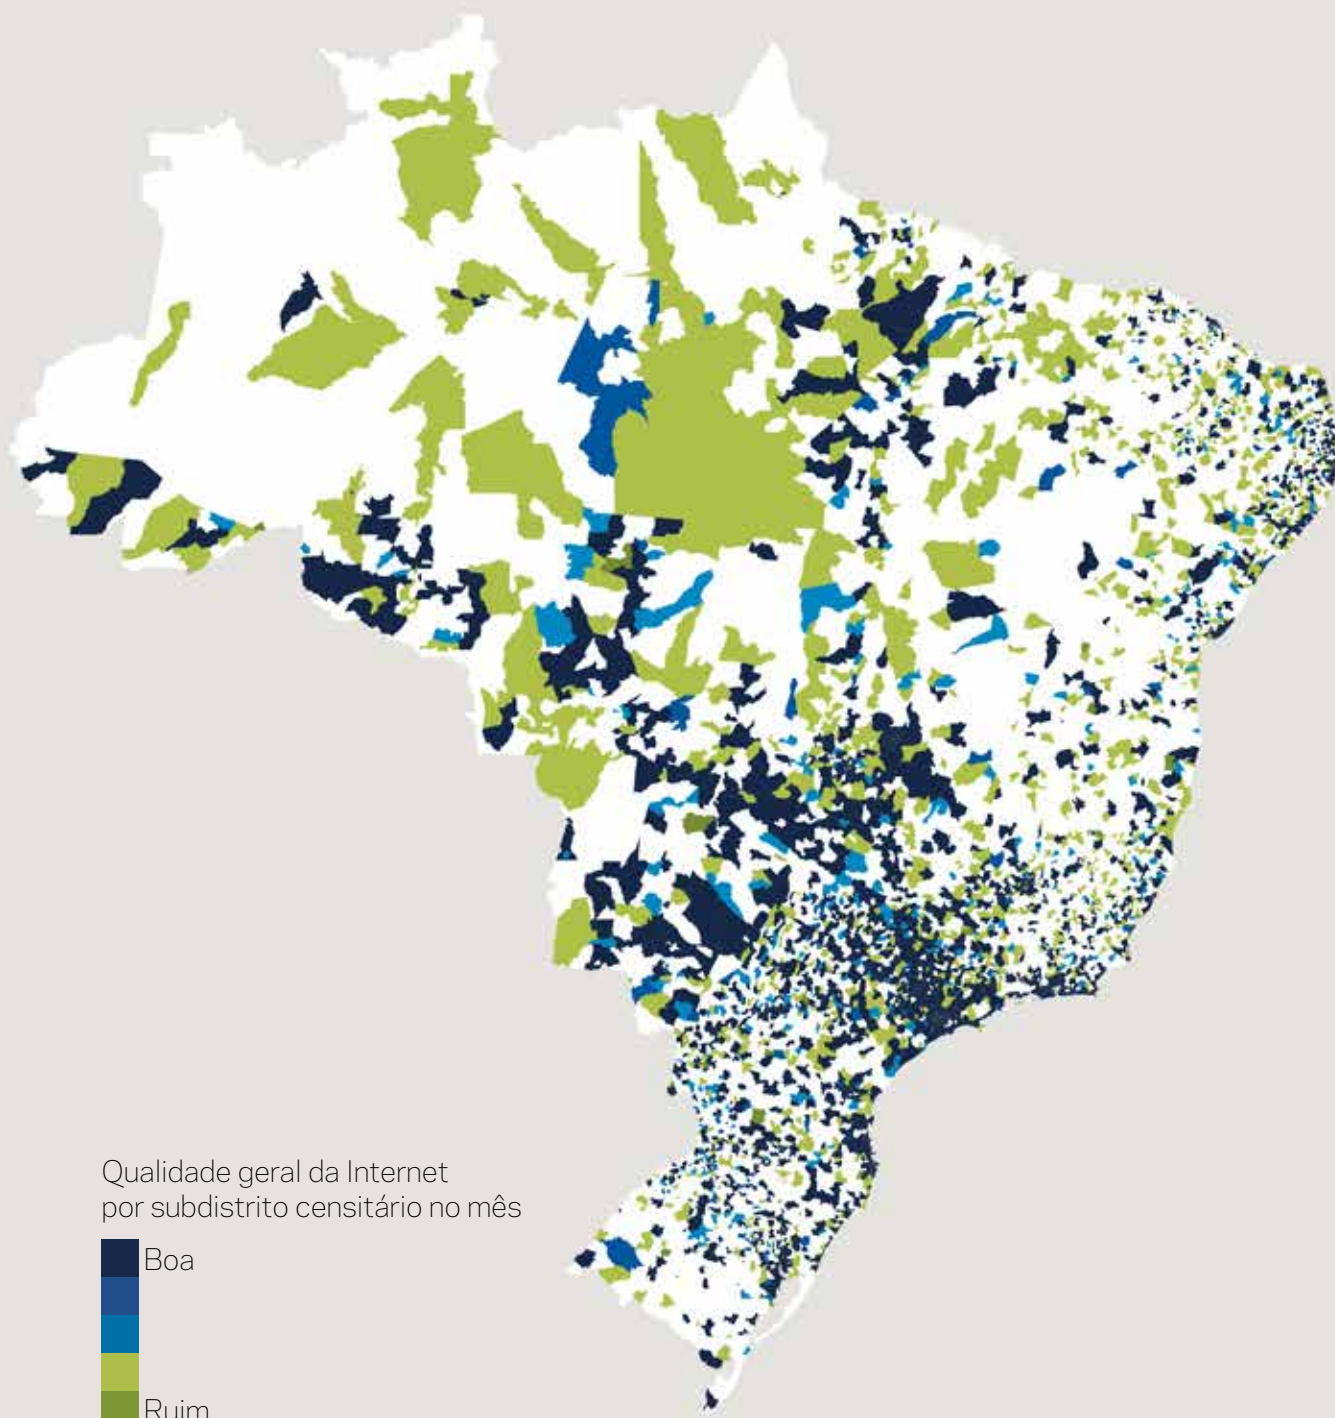 Qualidade geral da Internet
por subdistrito censitário no mês
Boa
Ruim